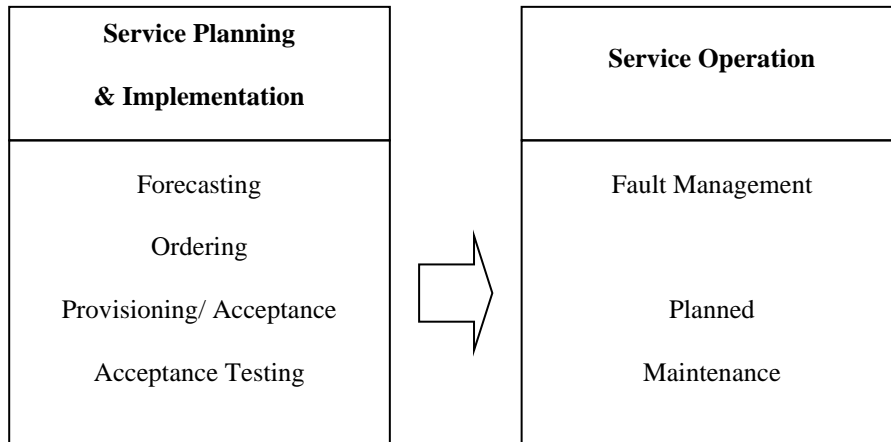 Service Planning
& Implementation
Forecasting
Ordering
Provisioning/ Acceptance
Acceptance Testing
Service Operation
Fault Management
Planned
Maintenance